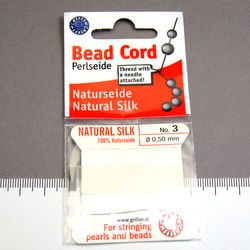 Bead Cord
Perlseide
Thread with
a needle
attached!
Naturseide
Natural Silk
NATURAL SILK
100% Naturseide
No. 3
Ø 0,50 mm
www.griffin.d
For stringing
pearls and beads